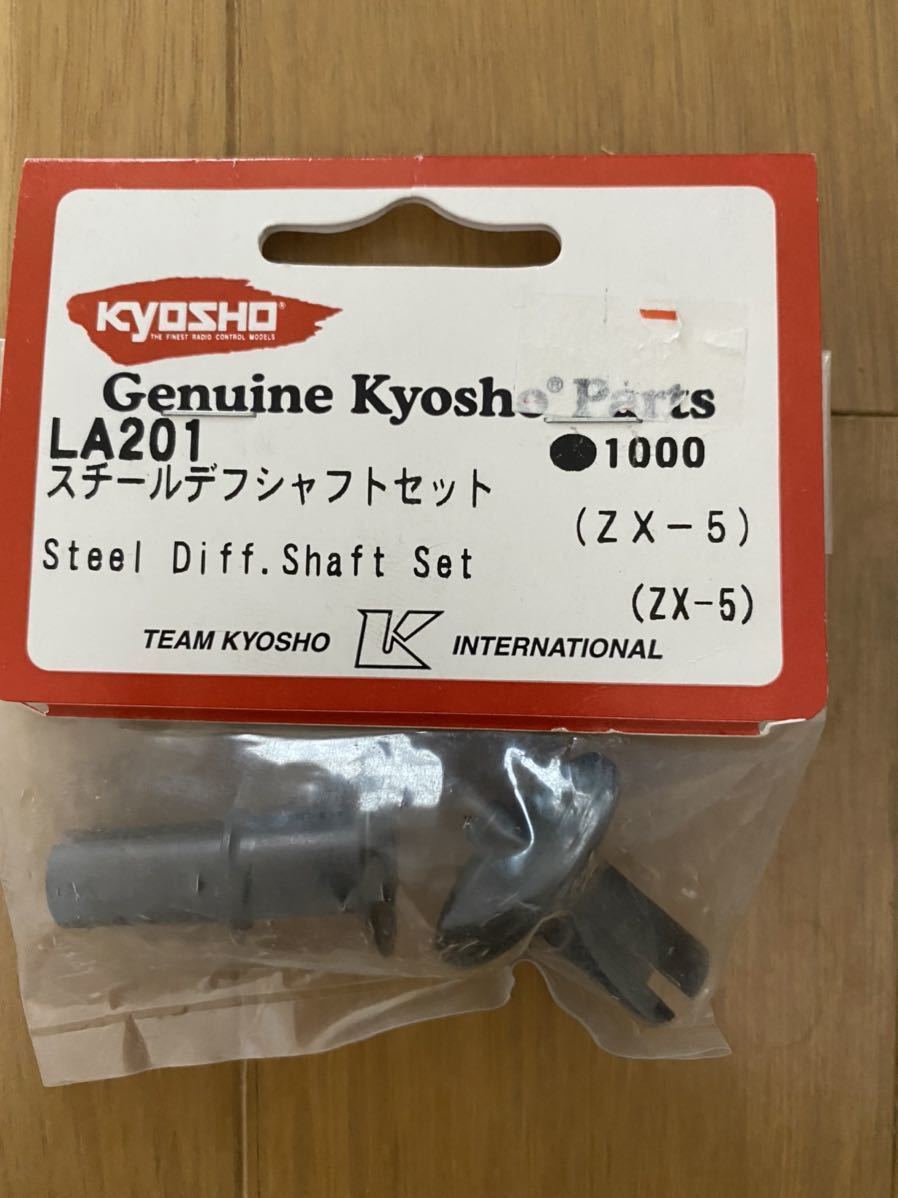 KYOSHO®
THE FINEST RADIO CONTROL MODELS
Genuine Kyosho® Parts
LA201 ●1000
スチールデフシャフトセット
(ZX-5)
Steel Diff.Shaft Set
(ZX-5)
TEAM KYOSHO K INTERNATIONAL